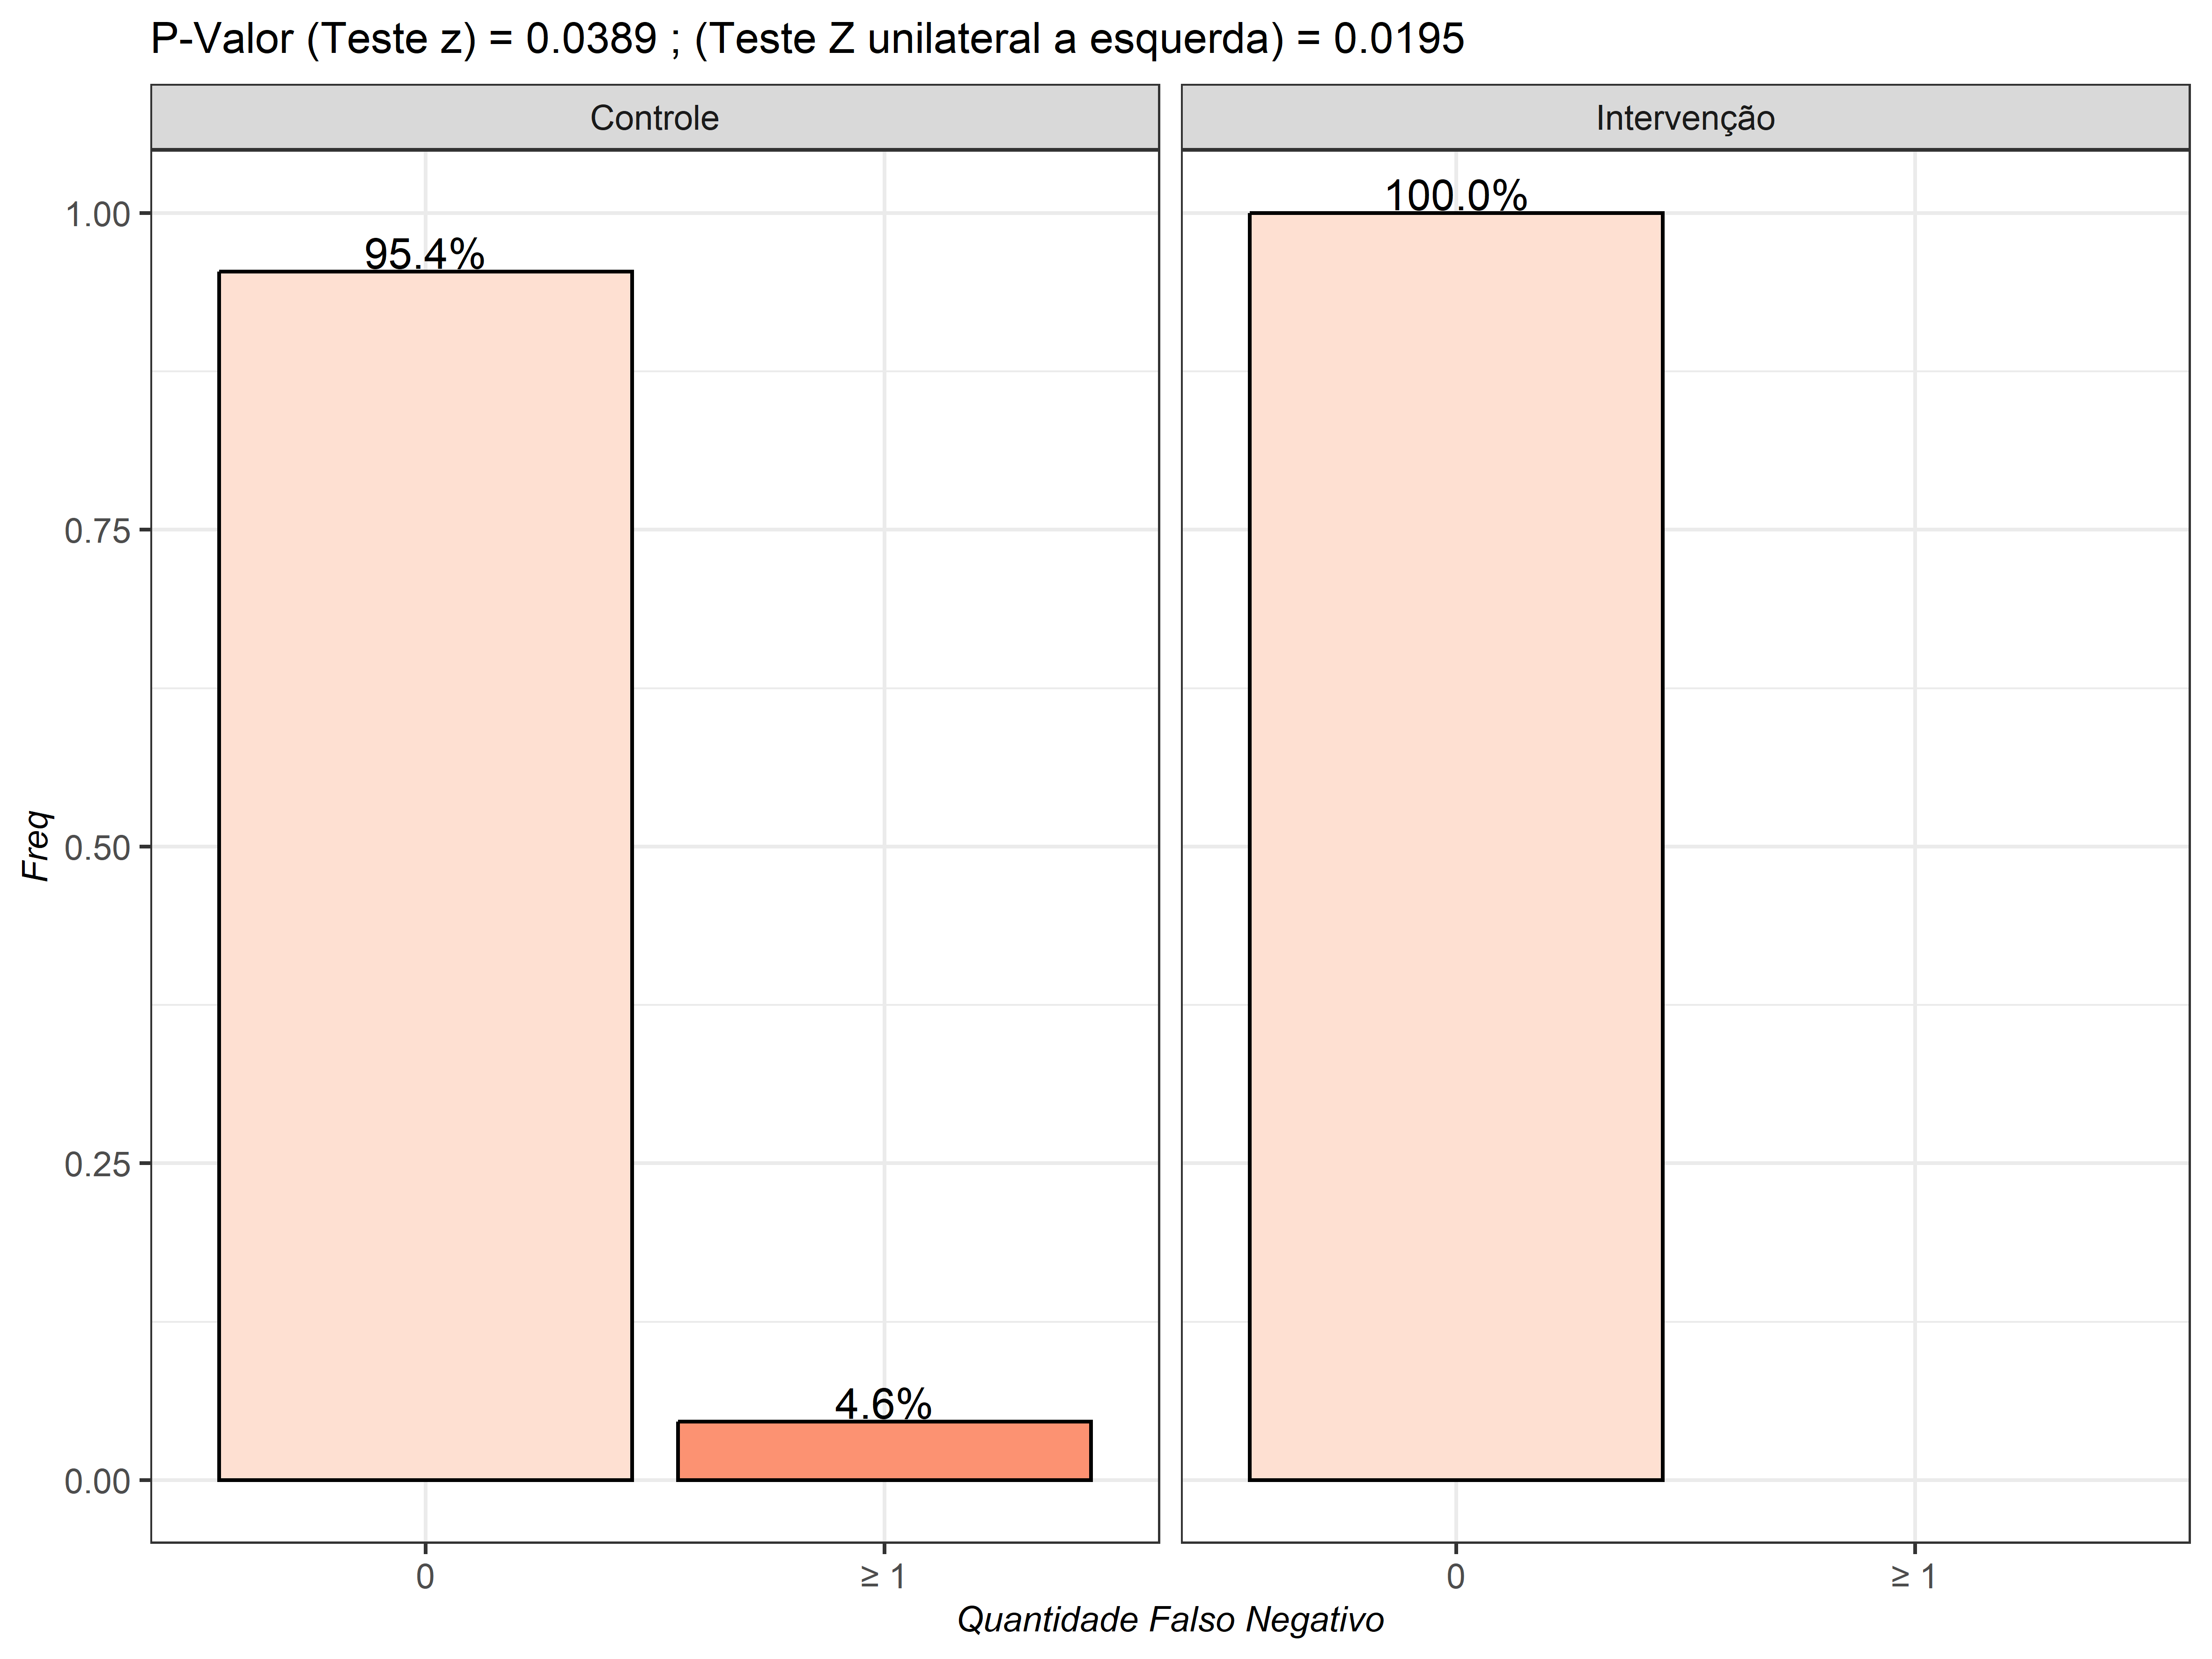 P-Valor (Teste z) = 0.0389 ; (Teste Z unilateral a esquerda) = 0.0195
Controle
Intervenção
100.0%
95.4%
4.6%
1.00
0.75
0.50
0.25
0.00
Freq
0
≥ 1
0
≥ 1
Quantidade Falso Negativo